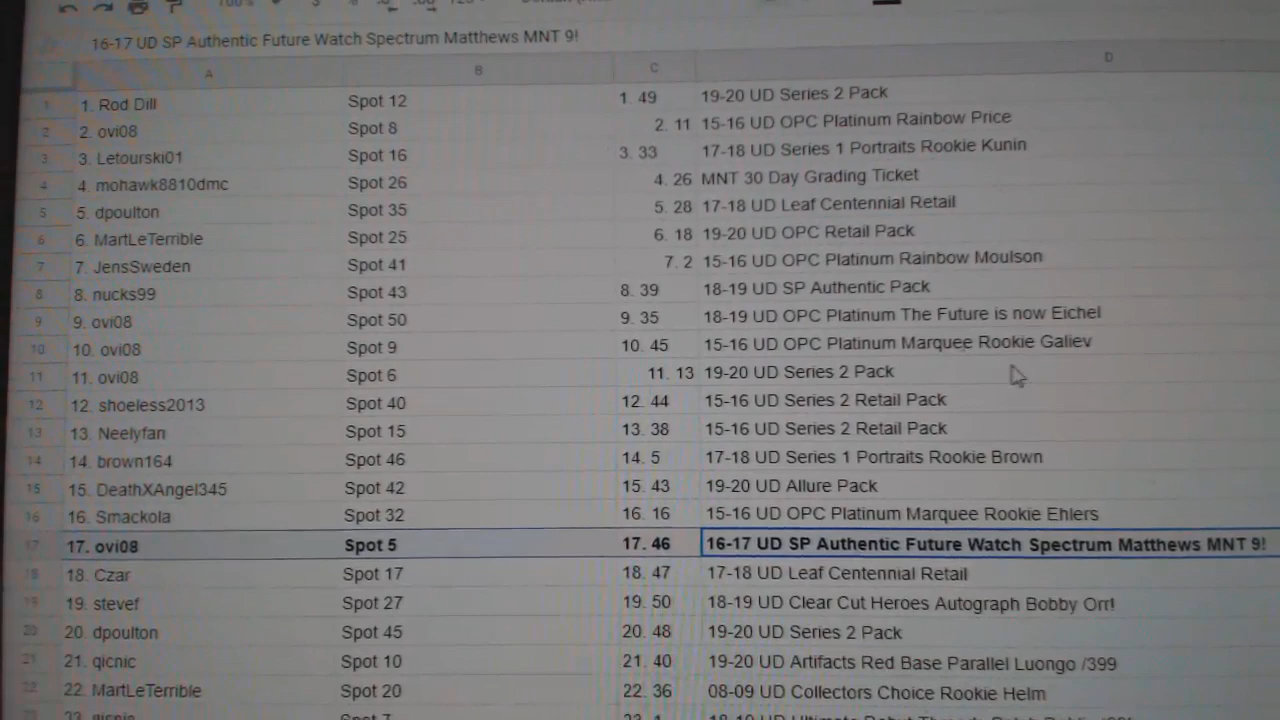 16-17 UD SP Authentic Future Watch Spectrum Matthews MNT 9!
A B C D
1 1. Rod Dill Spot 12 1. 49 19-20 UD Series 2 Pack
2 2. ovi08 Spot 8 2. 11 15-16 UD OPC Platinum Rainbow Price
3 3. Letourski01 Spot 16 3. 33 17-18 UD Series 1 Portraits Rookie Kunin
4 4. mohawk8810dmc Spot 26 4. 26 MNT 30 Day Grading Ticket
5 5. dpoulton Spot 35 5. 28 17-18 UD Leaf Centennial Retail
6 6. MartLeTerrible Spot 25 6. 18 19-20 UD OPC Retail Pack
7 7. JensSweden Spot 41 7. 2 15-16 UD OPC Platinum Rainbow Moulson
8 8. nucks99 Spot 43 8. 39 18-19 UD SP Authentic Pack
9 9. ovi08 Spot 50 9. 35 18-19 UD OPC Platinum The Future is now Eichel
10 10. ovi08 Spot 9 10. 45 15-16 UD OPC Platinum Marquee Rookie Galiev
11 11. ovi08 Spot 6 11. 13 19-20 UD Series 2 Pack
12 12. shoeless2013 Spot 40 12. 44 15-16 UD Series 2 Retail Pack
13 13. Neelyfan Spot 15 13. 38 15-16 UD Series 2 Retail Pack
14 14. brown164 Spot 46 14. 5 17-18 UD Series 1 Portraits Rookie Brown
15 15. DeathXAngel345 Spot 42 15. 43 19-20 UD Allure Pack
16 16. Smackola Spot 32 16. 16 15-16 UD OPC Platinum Marquee Rookie Ehlers
17 17. ovi08 Spot 5 17. 46 16-17 UD SP Authentic Future Watch Spectrum Matthews MNT 9!
18 18. Czar Spot 17 18. 47 17-18 UD Leaf Centennial Retail
19 19. stevef Spot 27 19. 50 18-19 UD Clear Cut Heroes Autograph Bobby Orr!
20 20. dpoulton Spot 45 20. 48 19-20 UD Series 2 Pack
21 21. qicnic Spot 10 21. 40 19-20 UD Artifacts Red Base Parallel Luongo /399
22 22. MartLeTerrible Spot 20 22. 36 08-09 UD Collectors Choice Rookie Helm